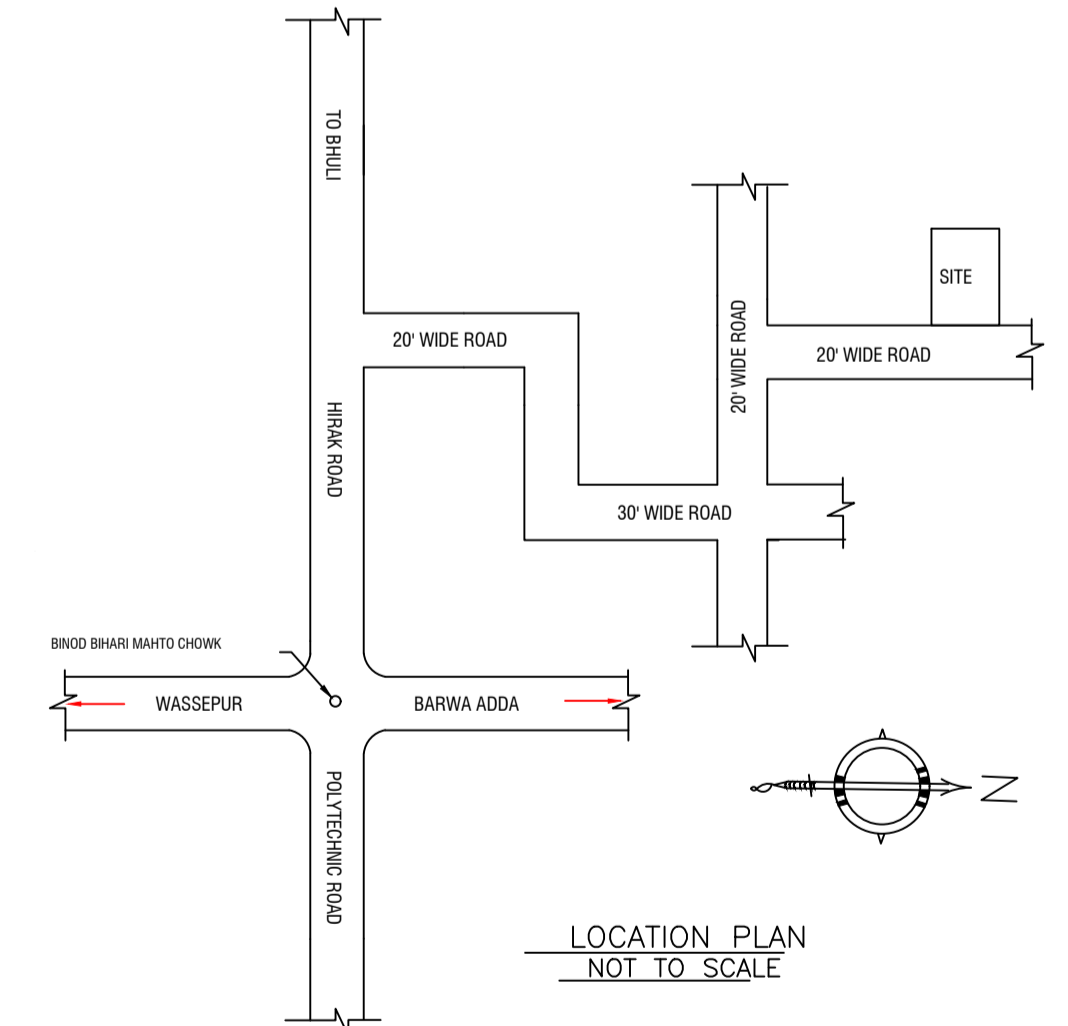 TO BHULI
SITE
20' WIDE ROAD
20' WIDE ROAD
20' WIDE ROAD
HIRAK ROAD
30' WIDE ROAD
BINOD BIHARI MAHTO CHOWK
WASSEPUR
BARWA ADDA
POLYTECHNIC ROAD
N
LOCATION PLAN
NOT TO SCALE